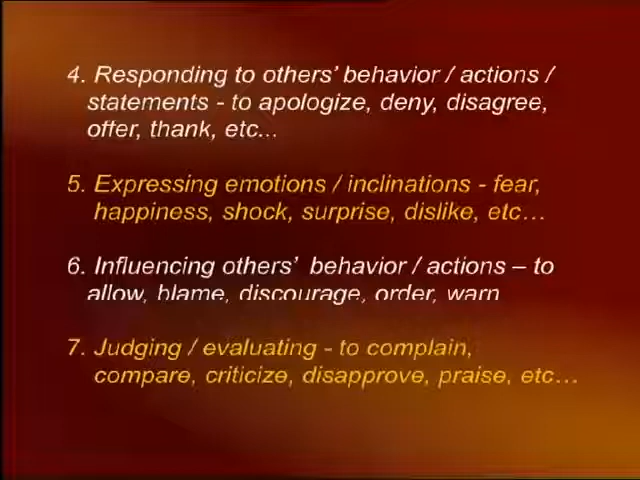 4. Responding to others' behavior / actions /
statements - to apologize, deny, disagree,
offer, thank, etc...
5. Expressing emotions / inclinations - fear,
happiness, shock, surprise, dislike, etc…
6. Influencing others' behavior / actions – to
allow, blame, discourage, order, warn
7. Judging / evaluating - to complain,
compare, criticize, disapprove, praise, etc…